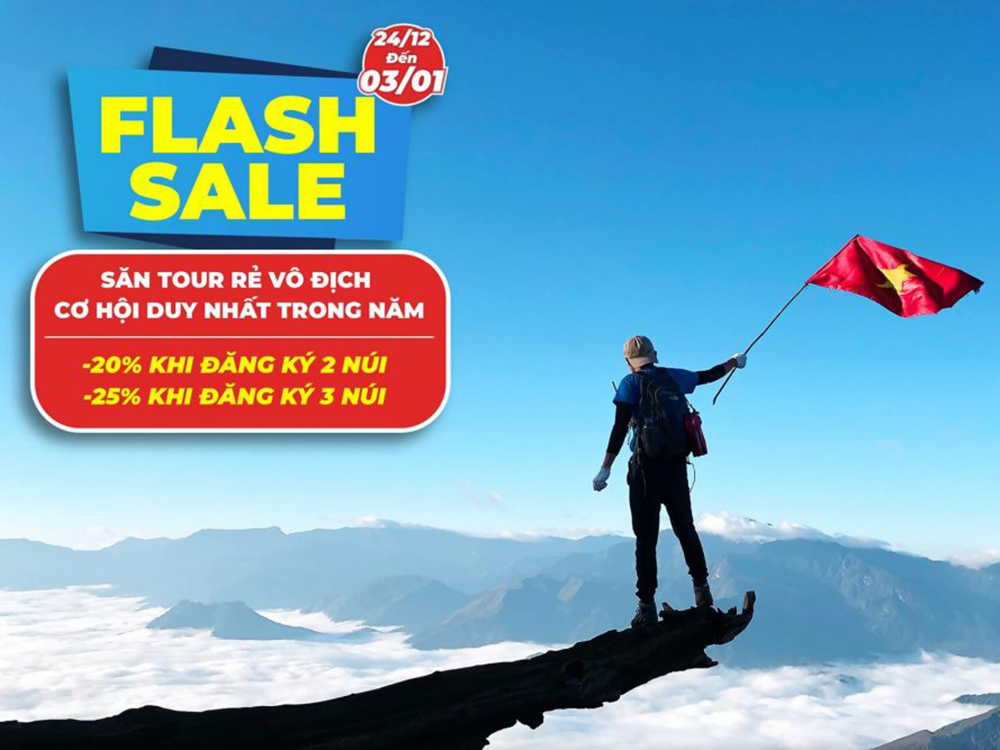 24/12
Đến
03/01
FLASH
SALE
SĂN TOUR RẺ VÔ ĐỊCH
CƠ HỘI DUY NHẤT TRONG NĂM
-20% KHI ĐĂNG KÝ 2 NÚI
-25% KHI ĐĂNG KÝ 3 NÚI